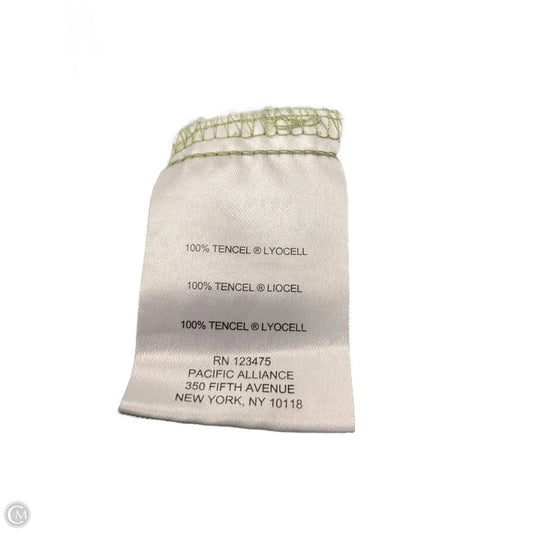 100% TENCEL ® LYOCELL
100% TENCEL ® LIOCEL
100% TENCEL ® LYOCELL
RN 123475
PACIFIC ALLIANCE
350 FIFTH AVENUE
NEW YORK, NY 10118
CM